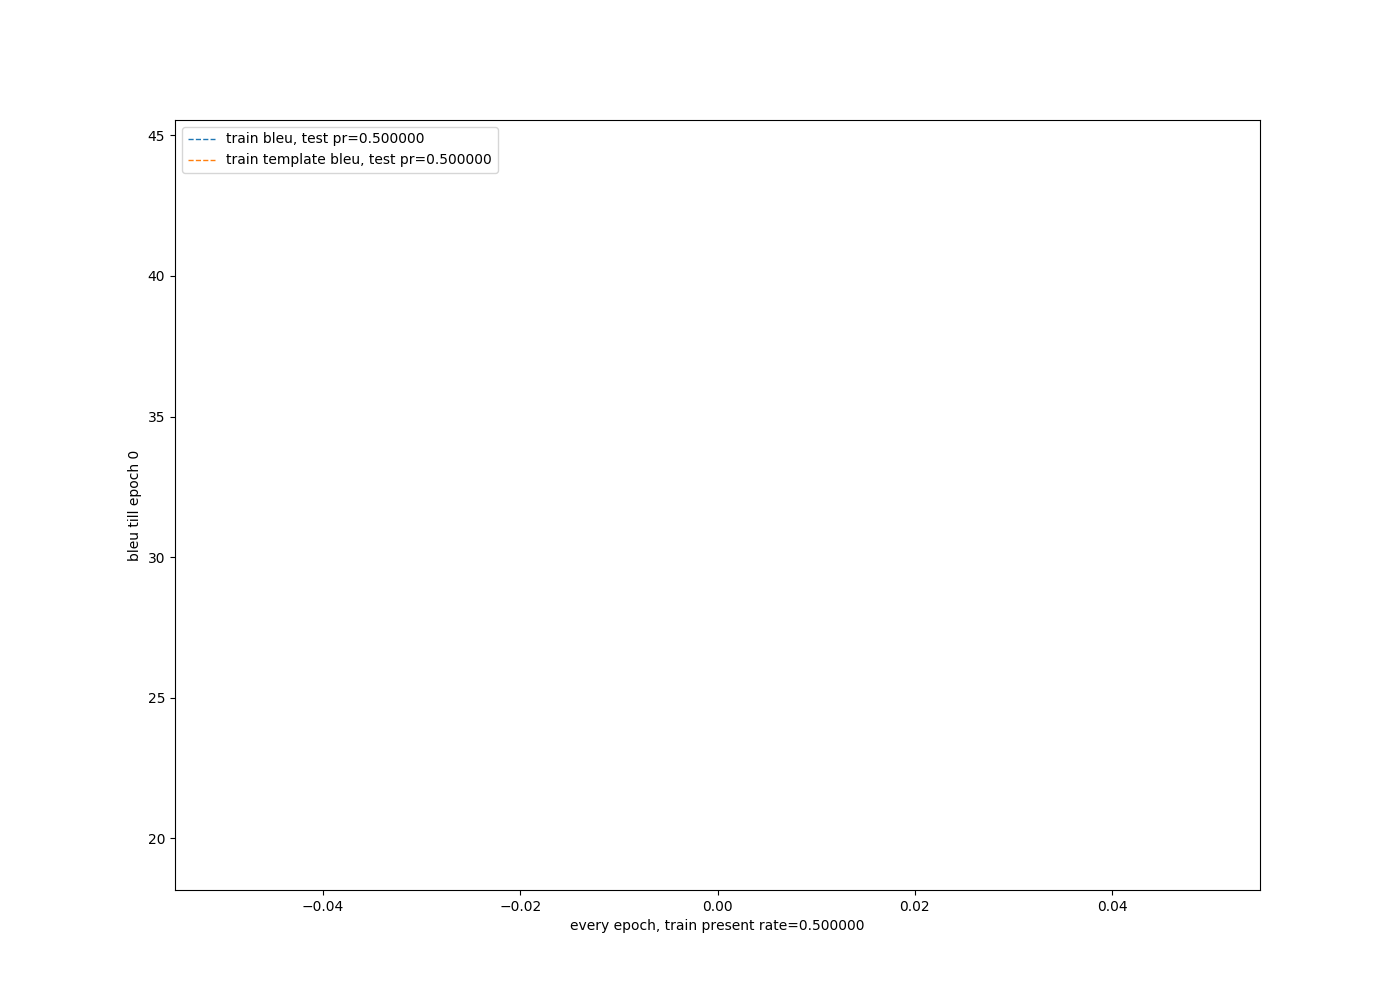 train bleu, test pr=0.500000
train template bleu, test pr=0.500000
45
40
35
30
25
20
bleu till epoch 0
−0.04
−0.02
0.00
0.02
0.04
every epoch, train present rate=0.500000